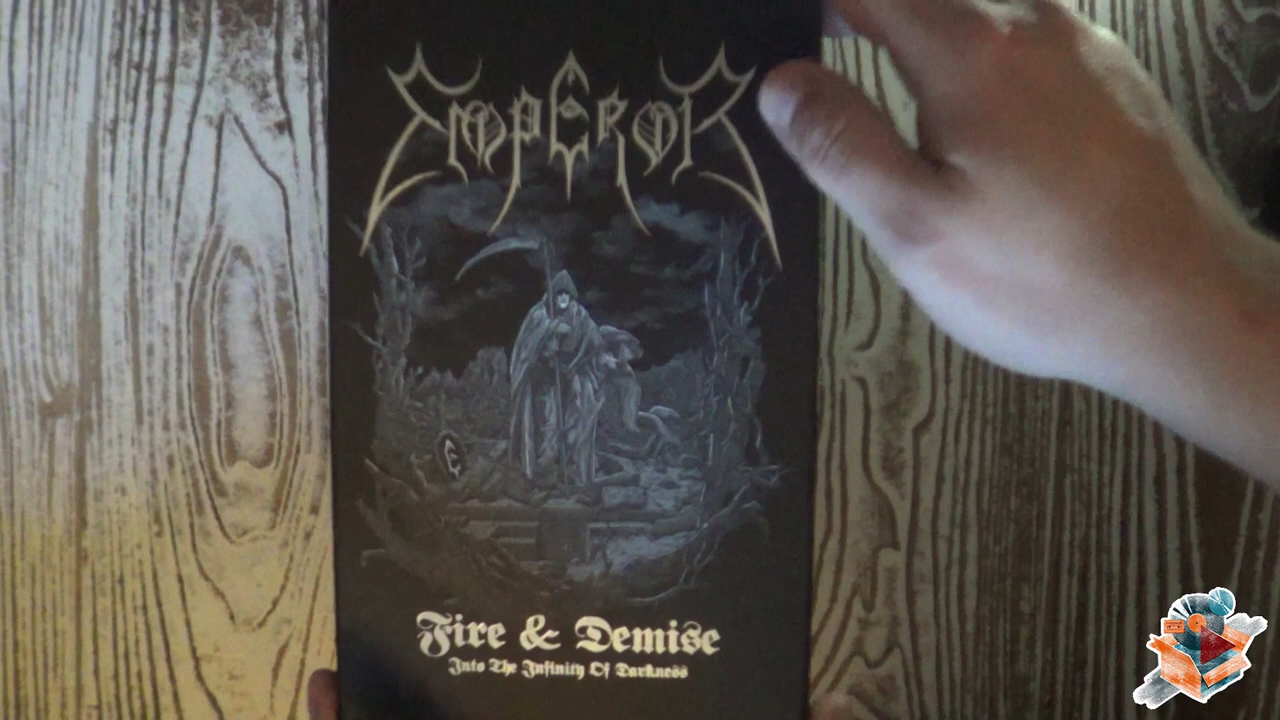 EMPEROR
E
Fire & Demise
Into The Infinity Of Darkness